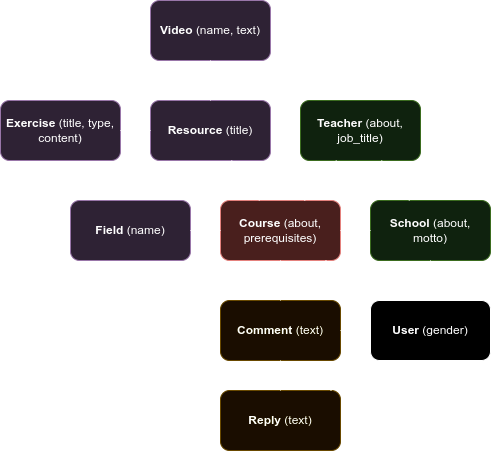 Video (name, text)
Exercise (title, type,
content)
Resource (title)
Teacher (about,
job_title)
Field (name)
Course (about,
prerequisites)
School (about,
motto)
Comment (text)
User (gender)
Reply (text)